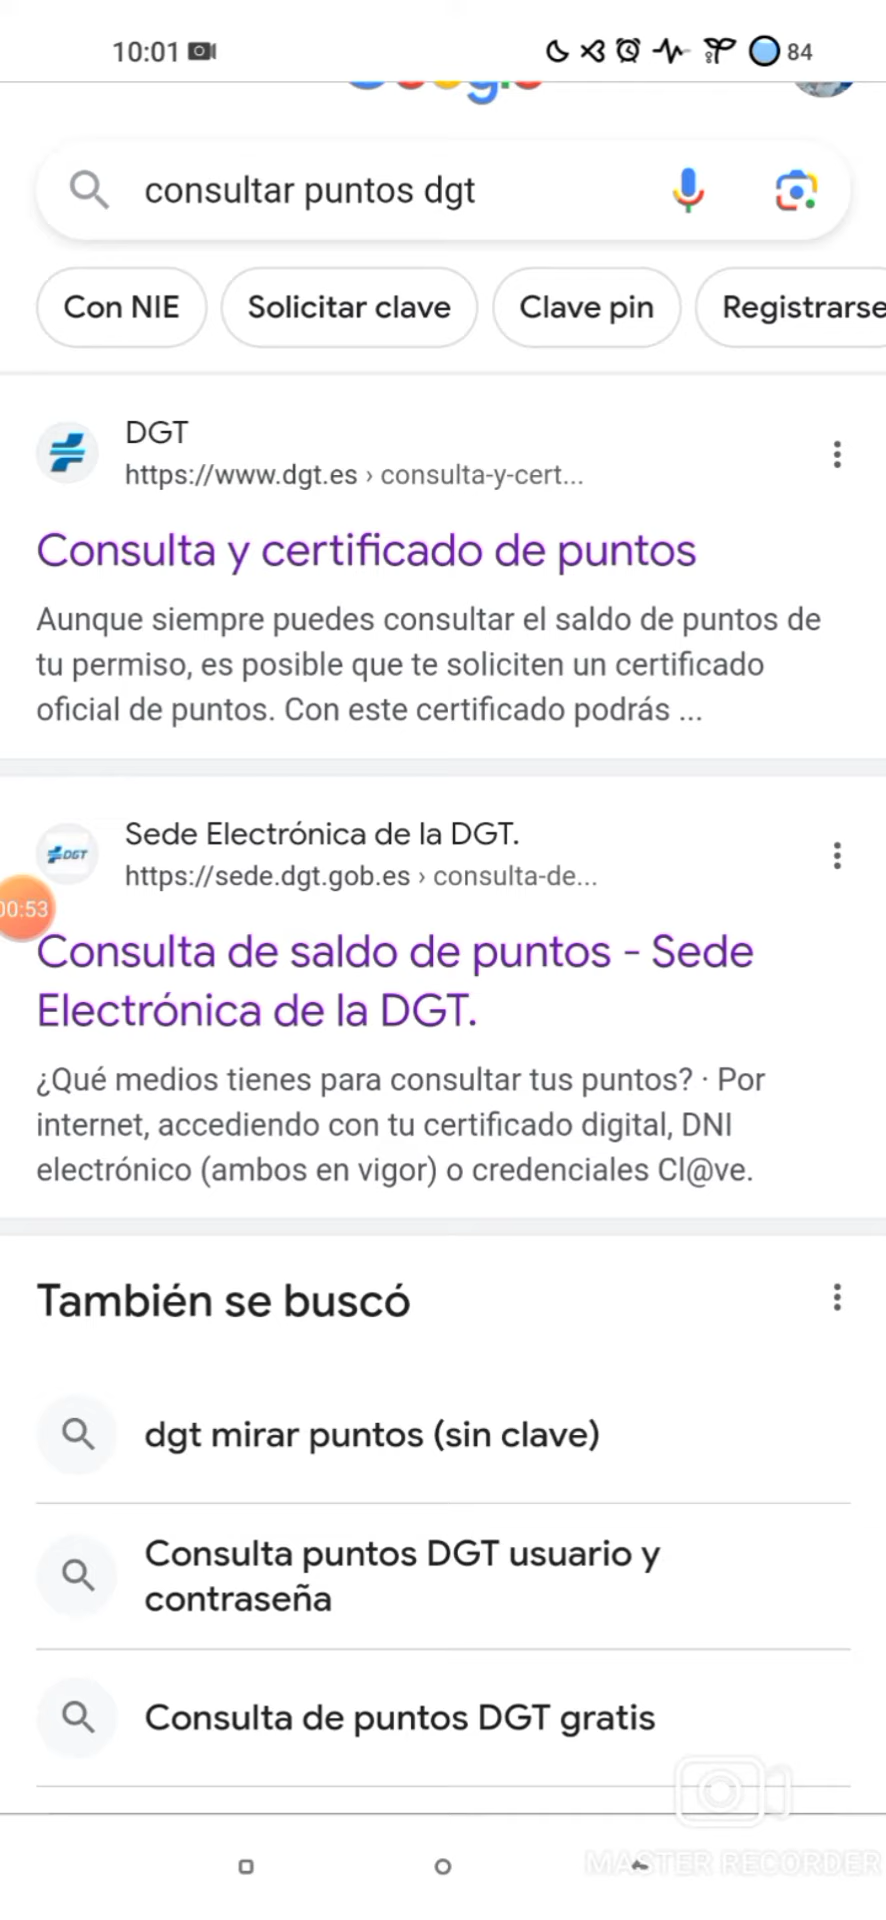 10:01
84
Google
consultar puntos dgt
Con NIE
Solicitar clave
Clave pin
Registrarse
DGT
https://www.dgt.es › consulta-y-cert...
Consulta y certificado de puntos
Aunque siempre puedes consultar el saldo de puntos de
tu permiso, es posible que te soliciten un certificado
oficial de puntos. Con este certificado podrás ...
DGT
Sede Electrónica de la DGT.
https://sede.dgt.gob.es › consulta-de...
00:53
Consulta de saldo de puntos - Sede
Electrónica de la DGT.
¿Qué medios tienes para consultar tus puntos? · Por
internet, accediendo con tu certificado digital, DNI
electrónico (ambos en vigor) o credenciales Cl@ve.
También se buscó
dgt mirar puntos (sin clave)
Consulta puntos DGT usuario y
contraseña
Consulta de puntos DGT gratis
MASTER RECORDER